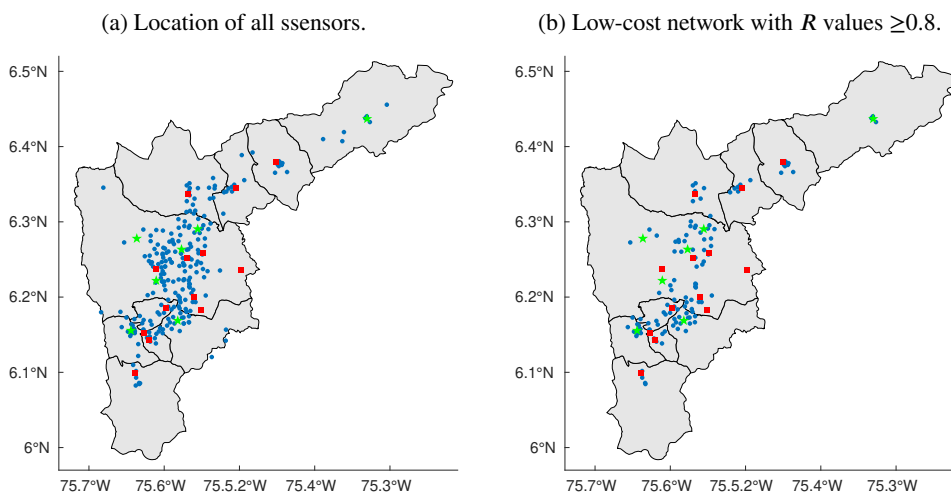 (a) Location of all ssensors.
(b) Low-cost network with R values ≥0.8.
6.5°N
6.4°N
6.3°N
6.2°N
6.1°N
6°N
75.7°W 75.6°W 75.5.2°W 75.4°W 75.3°W
6.5°N
6.4°N
6.3°N
6.2°N
6.1°N
6°N
75.7°W 75.6°W 75.5.2°W 75.4°W 75.3°W